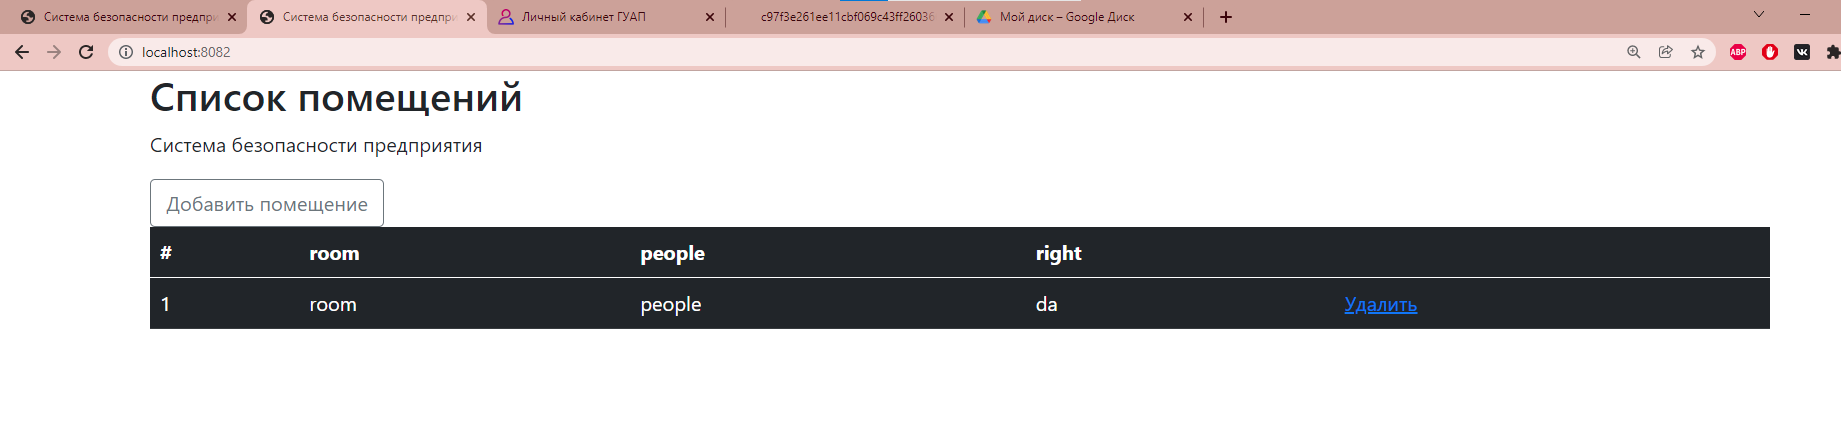 Система безопасности предпри
Система безопасности предпри
Личный кабинет ГУАП
c97f3e261ee11cbf069c43ff26036
Мой диск – Google Диск
localhost:8082
ABP
Список помещений
Система безопасности предприятия
Добавить помещение
# room people right
1 room people da Удалить